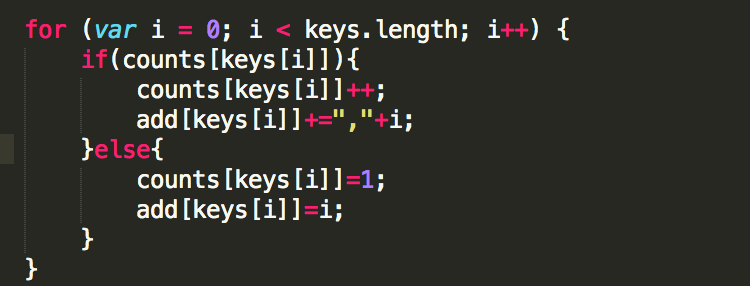 for (var i = 0; i < keys.length; i++) {
if(counts[keys[i]]){
counts[keys[i]]++;
add[keys[i]]+=","+i;
}else{
counts[keys[i]]=1;
add[keys[i]]=i;
}
}